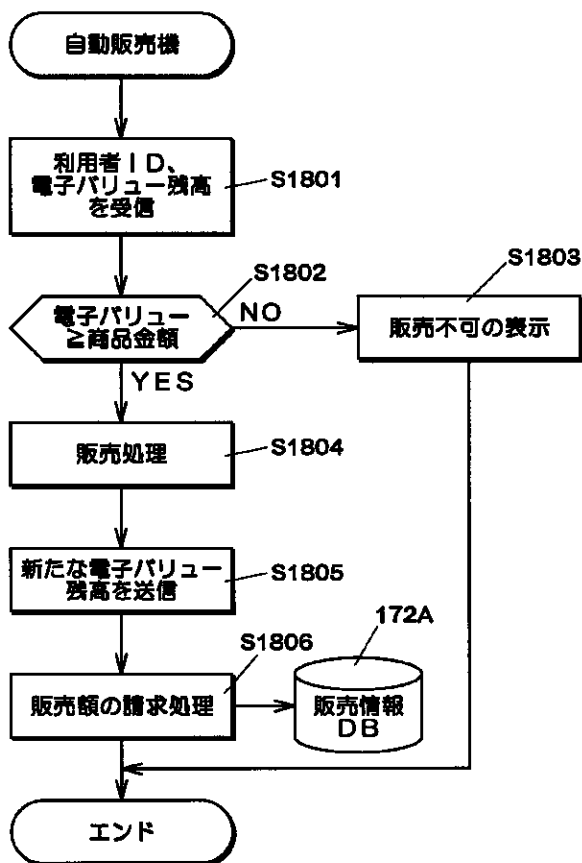 自動販売機
利用者ID、
電子バリュー残高
を受信
S1801
電子バリュー
≧商品金額
S1802
NO
S1803
販売不可の表示
YES
販売処理
S1804
新たな電子バリュー
残高を送信
S1805
販売額の請求処理
S1806
172A
販売情報
DB
エンド